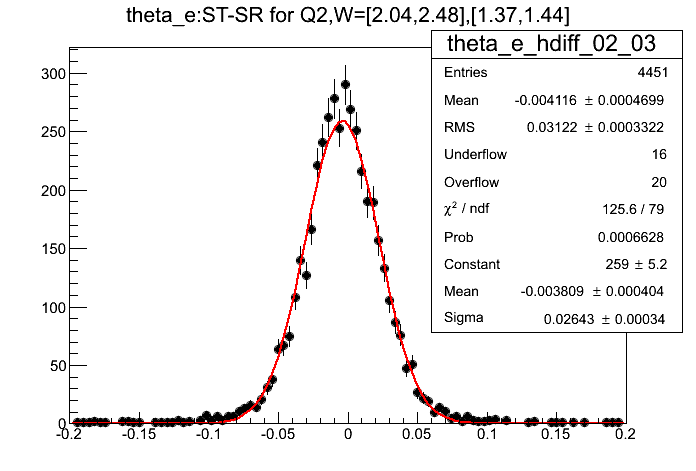 theta_e:ST-SR for Q2,W=[2.04,2.48],[1.37,1.44]
theta_e_hdiff_02_03
Entries 4451
Mean -0.004116 ± 0.0004699
RMS 0.03122 ± 0.0003322
Underflow 16
Overflow 20
χ² / ndf 125.6 / 79
Prob 0.0006628
Constant 259 ± 5.2
Mean -0.003809 ± 0.000404
Sigma 0.02643 ± 0.00034
300
250
200
150
100
50
0
-0.2 -0.15 -0.1 -0.05 0 0.05 0.1 0.15 0.2